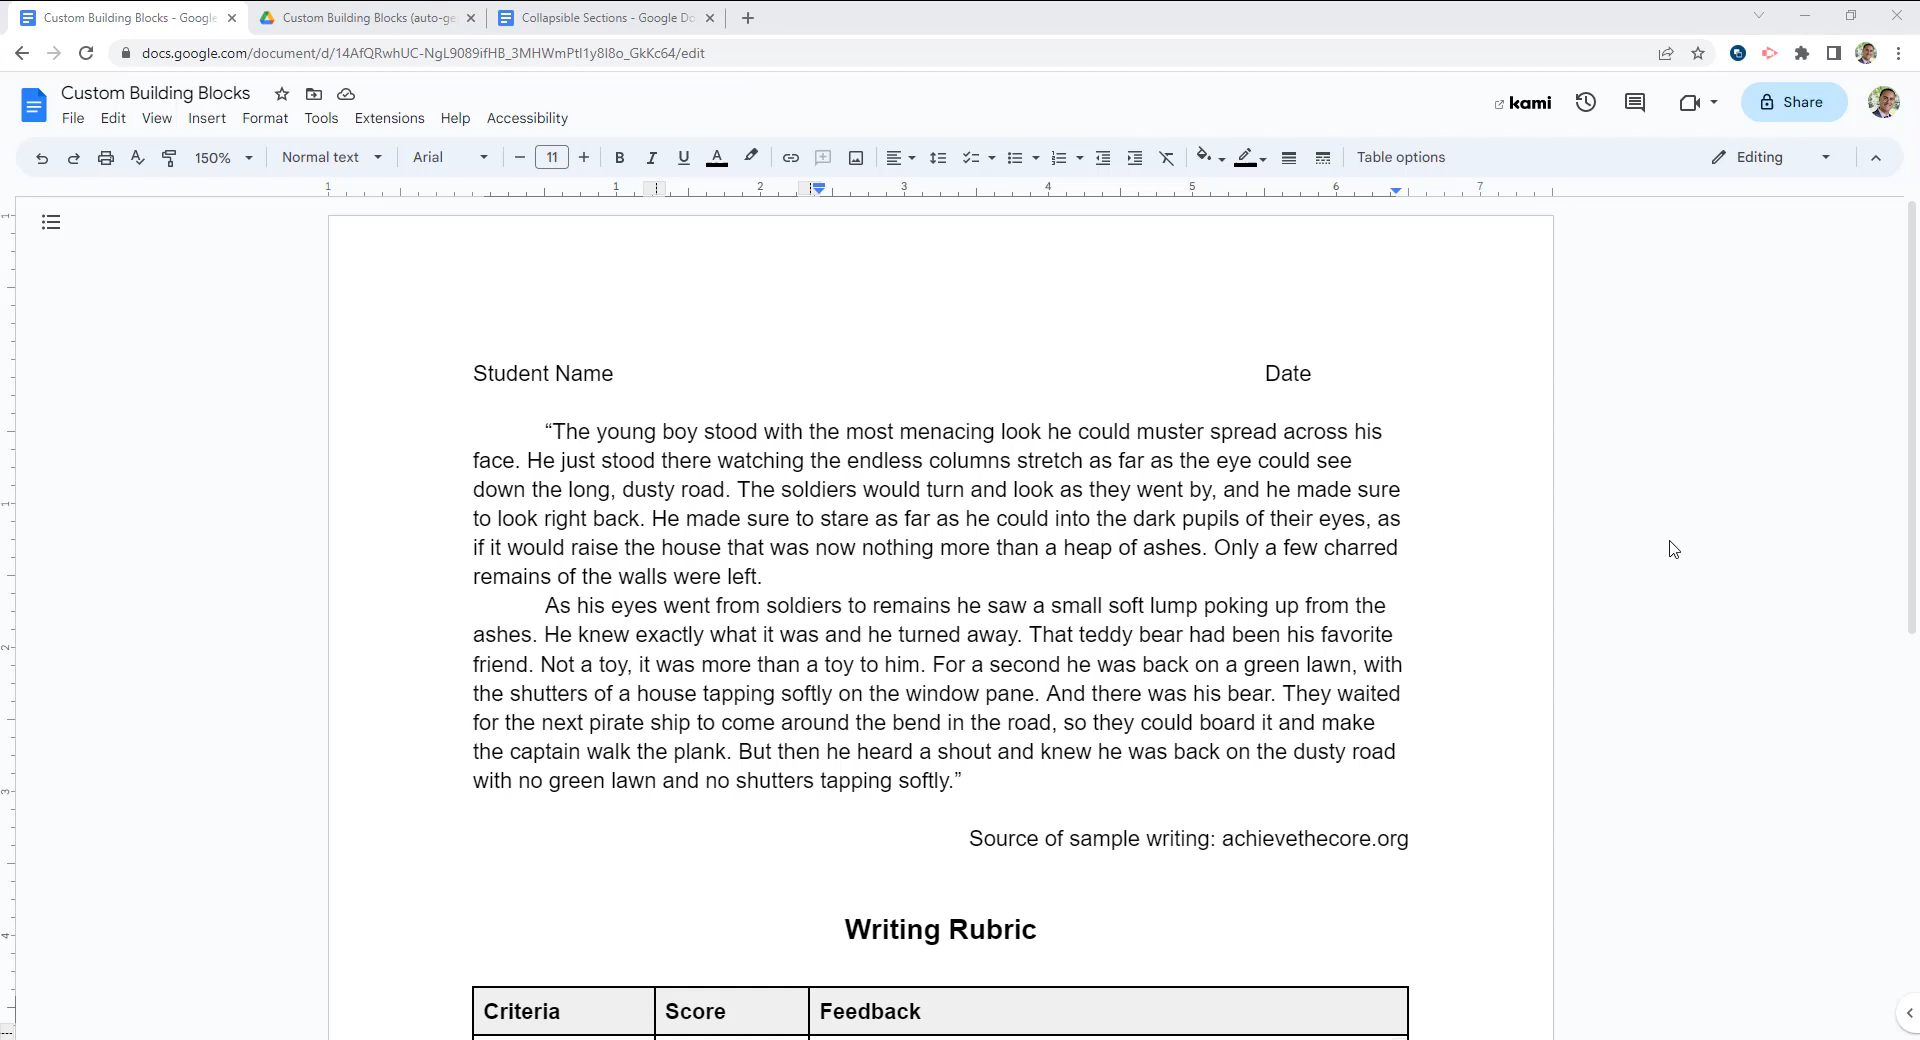 Custom Building Blocks - Google
Custom Building Blocks (auto-ge
Collapsible Sections - Google Do
docs.google.com/document/d/14AfQRwhUC-NgL9089ifHB_3MHWmPtl1y8I8o_GkKc64/edit
Custom Building Blocks
kami
Share
File Edit View Insert Format Tools Extensions Help Accessibility
150% Normal text Arial 11 B I U A Table options Editing
1 1 2 3 4 5 6 7
Student Name Date
“The young boy stood with the most menacing look he could muster spread across his
face. He just stood there watching the endless columns stretch as far as the eye could see
down the long, dusty road. The soldiers would turn and look as they went by, and he made sure
to look right back. He made sure to stare as far as he could into the dark pupils of their eyes, as
if it would raise the house that was now nothing more than a heap of ashes. Only a few charred
remains of the walls were left.
As his eyes went from soldiers to remains he saw a small soft lump poking up from the
ashes. He knew exactly what it was and he turned away. That teddy bear had been his favorite
friend. Not a toy, it was more than a toy to him. For a second he was back on a green lawn, with
the shutters of a house tapping softly on the window pane. And there was his bear. They waited
for the next pirate ship to come around the bend in the road, so they could board it and make
the captain walk the plank. But then he heard a shout and knew he was back on the dusty road
with no green lawn and no shutters tapping softly.”
Source of sample writing: achievethecore.org
Writing Rubric
Criteria Score Feedback
1
1
2
3
4